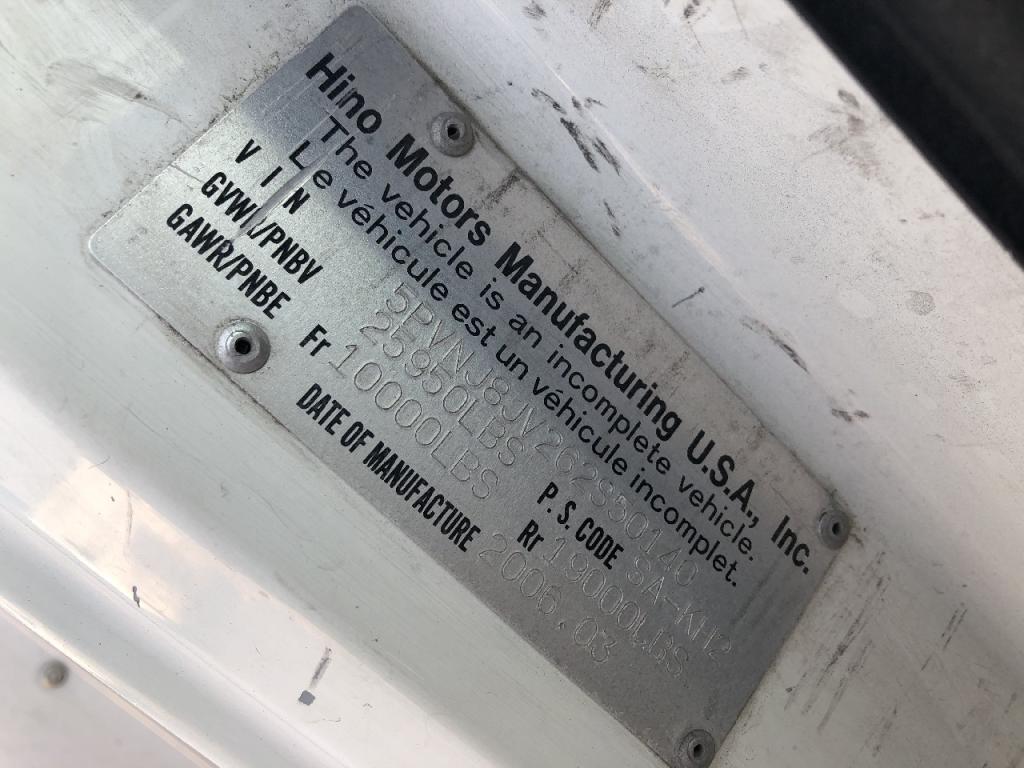 Hino Motors Manufacturing U.S.A., Inc.
The vehicle is an incomplete vehicle.
Le véhicule est un véhicule incomplet.
VIN 5PVNJ8JV262S50140
GVWR/PNBV 25950LBS P.S. CODE SA-KH2
GAWR/PNBE Fr 10000LBS Rr 19000LBS
DATE OF MANUFACTURE 2006.03